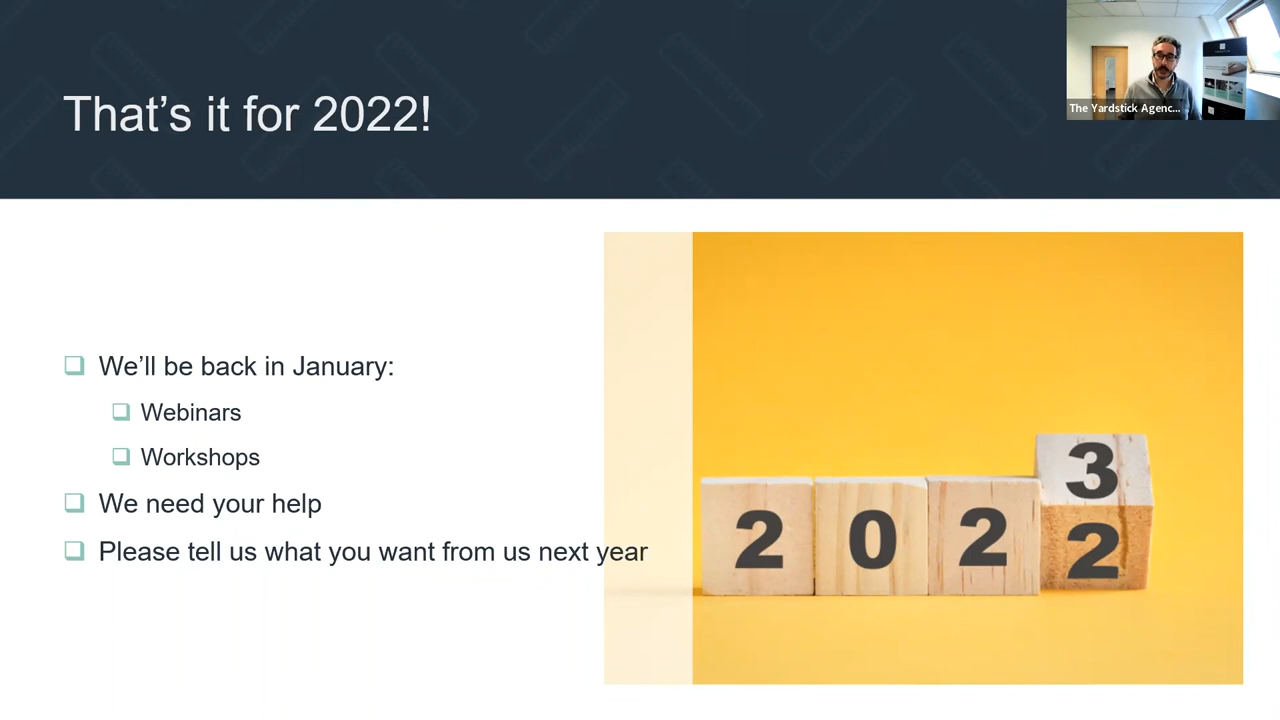 That's it for 2022!
The Yardstick Agenc...
We'll be back in January:
Webinars
Workshops
We need your help
Please tell us what you want from us next year
3
2 0 2 2